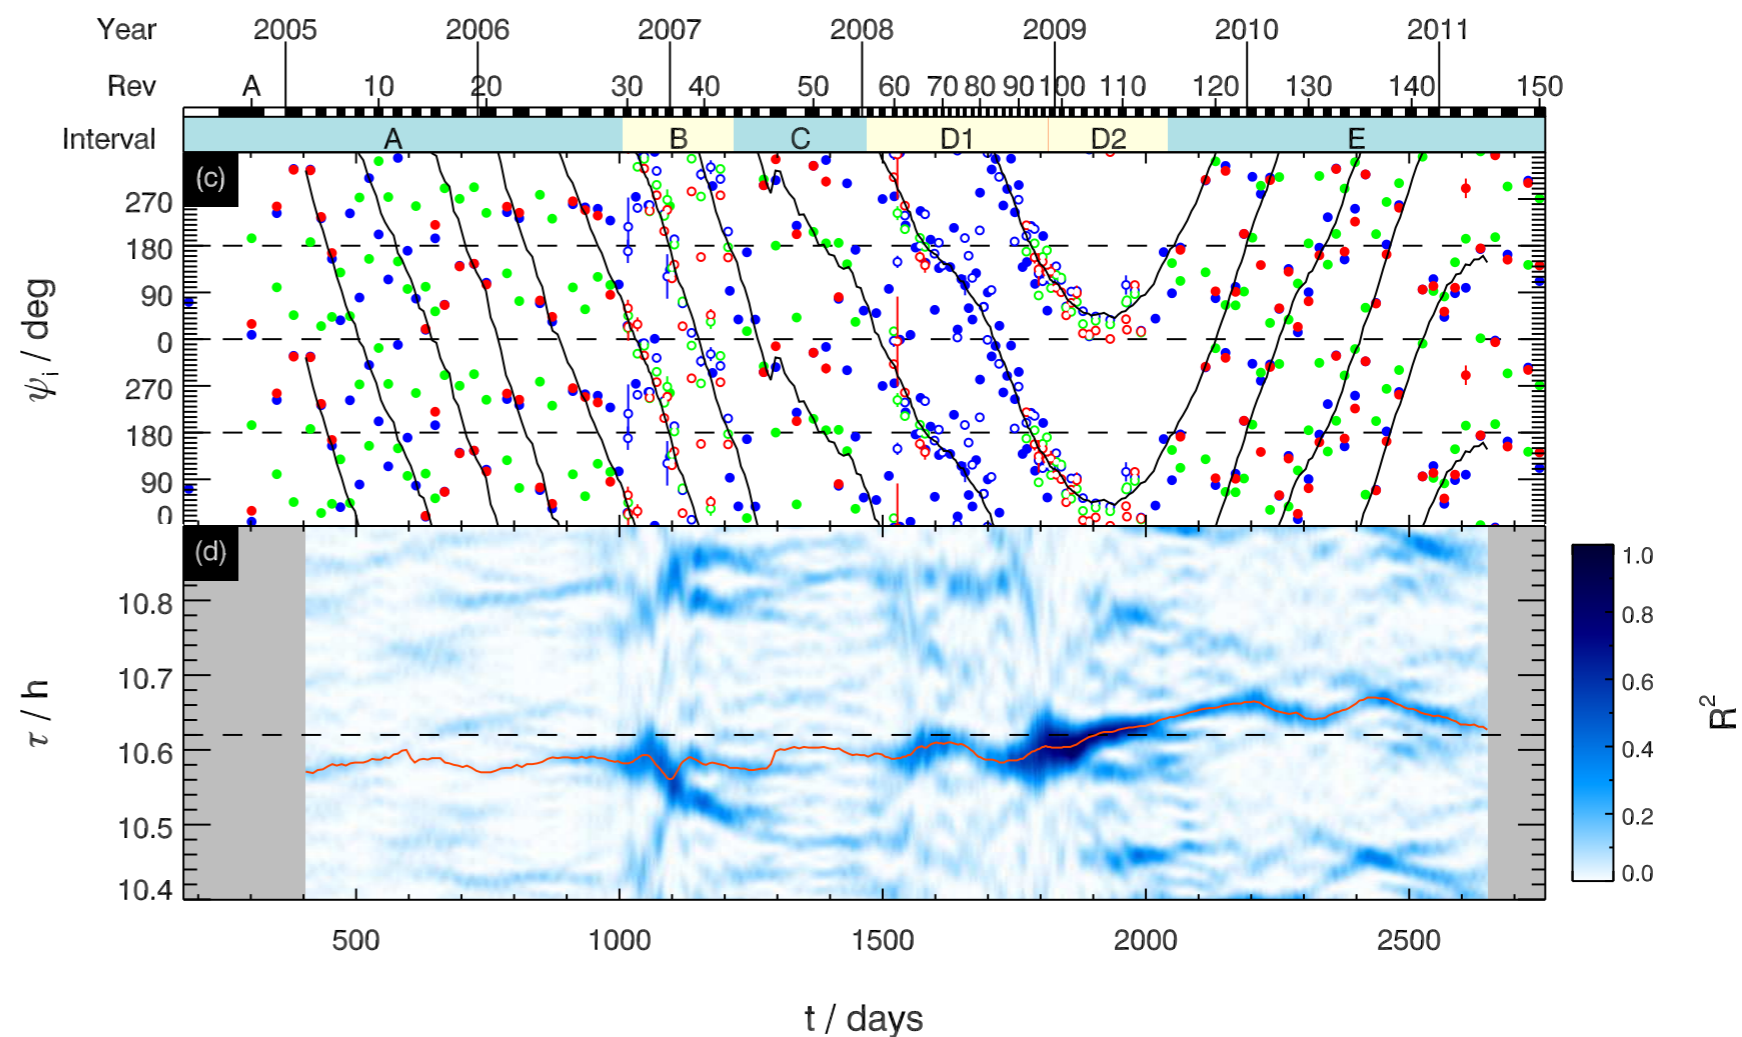 Year 2005 2006 2007 2008 2009 2010 2011
Rev A 10 20 30 40 50 60 70 80 90 100 110 120 130 140 150
Interval A B C D1 D2 E
(c)
270
180
90
0
270
180
90
0
ψi / deg
(d)
10.8
10.7
10.6
10.5
10.4
τ / h
1.0
0.8
0.6
0.4
0.2
0.0
R²
500 1000 1500 2000 2500
t / days